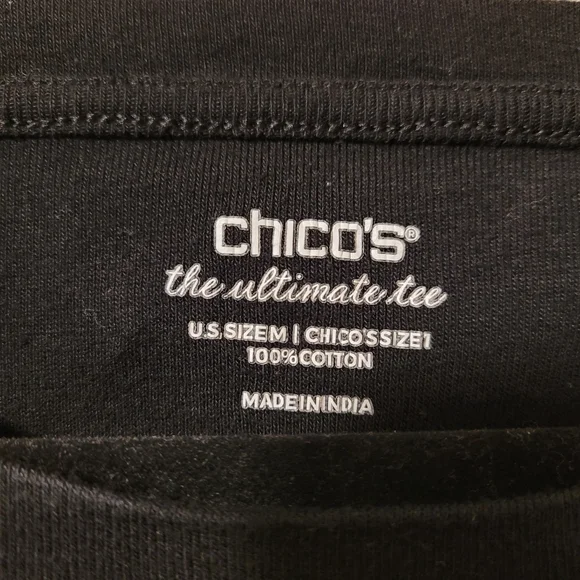 chico's®
the ultimate tee
U.S. SIZE M | CHICO'S SIZE 1
100% COTTON
MADE IN INDIA